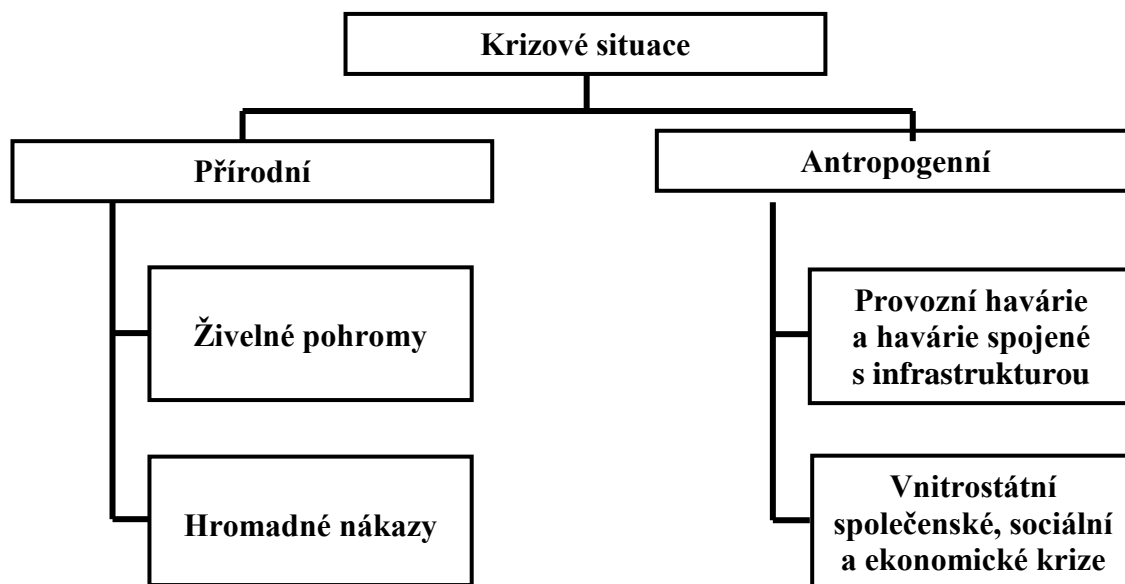 Krizové situace
Přírodní
Antropogenní
Živelné pohromy
Provozní havárie
a havárie spojené
s infrastrukturou
Hromadné nákazy
Vnitrostátní
společenské, sociální
a ekonomické krize